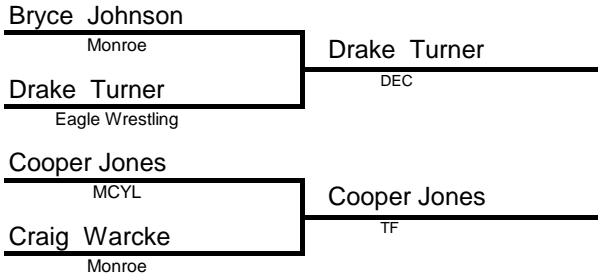 Bryce Johnson
Monroe
Drake Turner
DEC
Drake Turner
Eagle Wrestling
Cooper Jones
MCYL
Cooper Jones
TF
Craig Warcke
Monroe